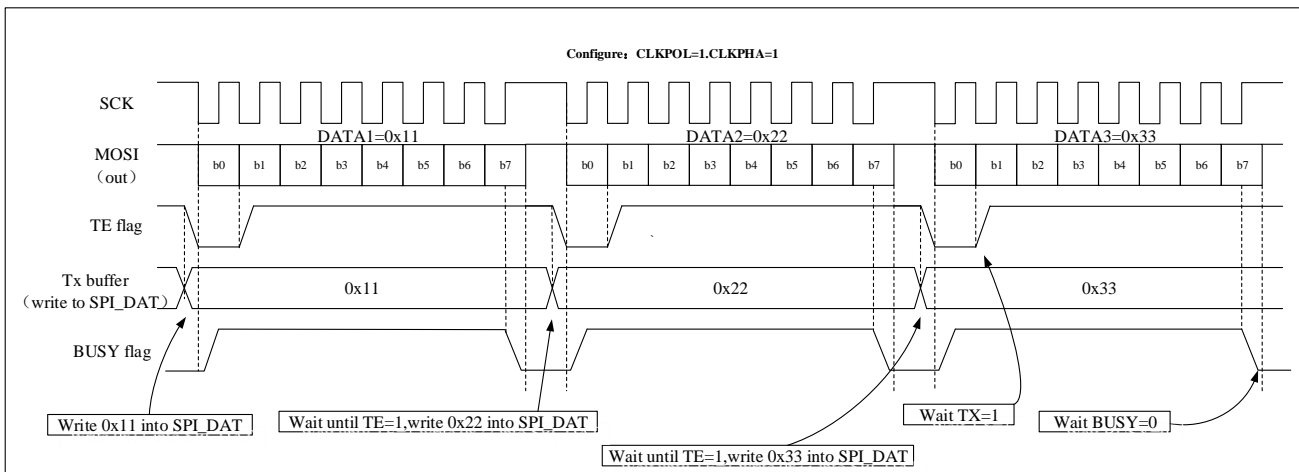 Configure：CLKPOL=1.CLKPHA=1
SCK
DATA1=0x11 DATA2=0x22 DATA3=0x33
MOSI
（out）
b0 b1 b2 b3 b4 b5 b6 b7 b0 b1 b2 b3 b4 b5 b6 b7 b0 b1 b2 b3 b4 b5 b6 b7
TE flag
Tx buffer
（write to SPI_DAT）
0x11 0x22 0x33
BUSY flag
Write 0x11 into SPI_DAT
Wait until TE=1,write 0x22 into SPI_DAT
Wait TX=1
Wait BUSY=0
Wait until TE=1,write 0x33 into SPI_DAT